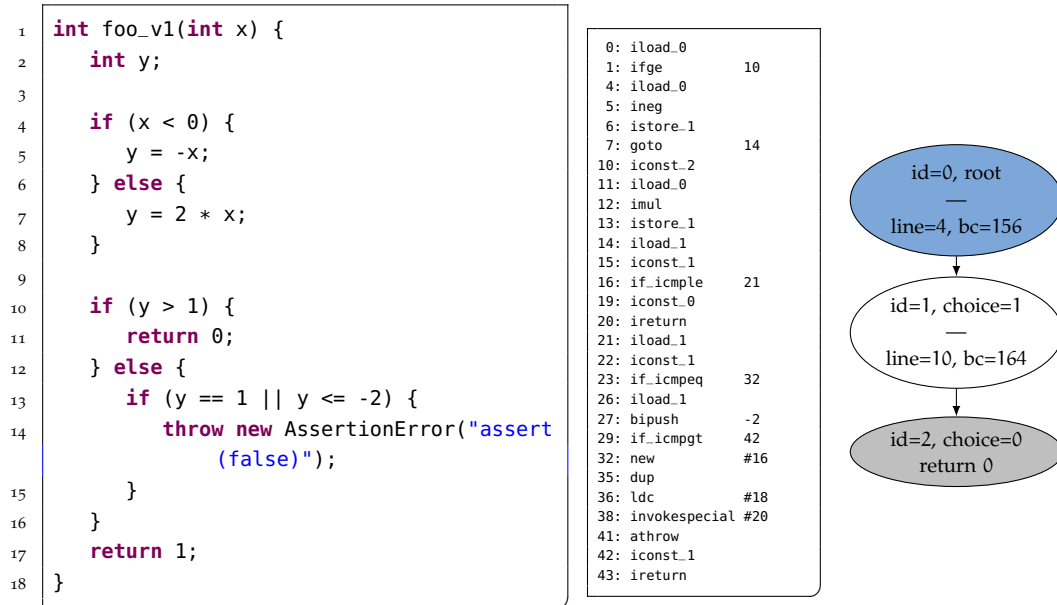 1 int foo_v1(int x) {
2 int y;
3
4 if (x < 0) {
5 y = -x;
6 } else {
7 y = 2 * x;
8 }
9
10 if (y > 1) {
11 return 0;
12 } else {
13 if (y == 1 || y <= -2) {
14 throw new AssertionError("assert
(false)");
15 }
16 }
17 return 1;
18 }
0: iload_0
1: ifge 10
4: iload_0
5: ineg
6: istore_1
7: goto 14
10: iconst_2
11: iload_0
12: imul
13: istore_1
14: iload_1
15: iconst_1
16: if_icmple 21
19: iconst_0
20: ireturn
21: iload_1
22: iconst_1
23: if_icmpeq 32
26: iload_1
27: bipush -2
29: if_icmpgt 42
32: new #16
35: dup
36: ldc #18
38: invokespecial #20
41: athrow
42: iconst_1
43: ireturn
id=0, root
—
line=4, bc=156
id=1, choice=1
—
line=10, bc=164
id=2, choice=0
return 0